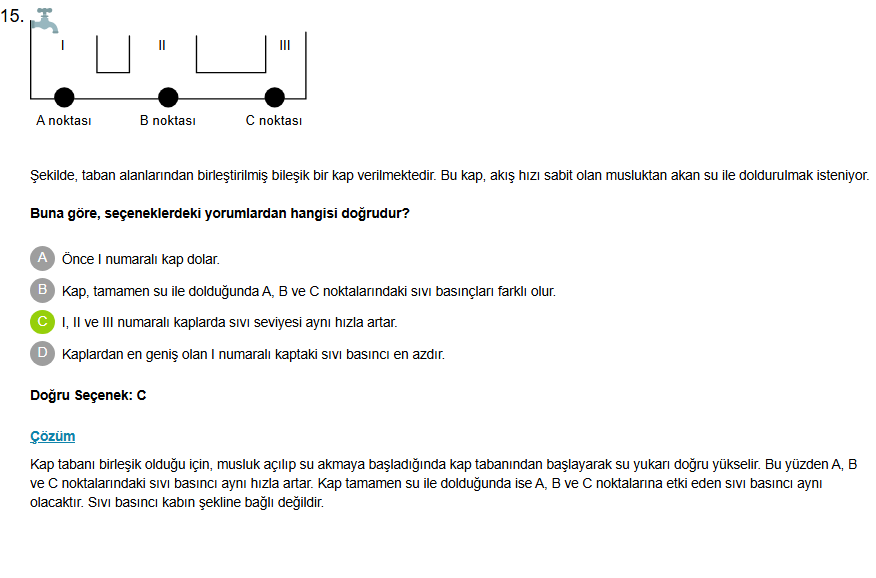 15.
I II III
A noktası B noktası C noktası
Şekilde, taban alanlarından birleştirilmiş bileşik bir kap verilmektedir. Bu kap, akış hızı sabit olan musluktan akan su ile doldurulmak isteniyor.
Buna göre, seçeneklerdeki yorumlardan hangisi doğrudur?
A Önce I numaralı kap dolar.
B Kap, tamamen su ile dolduğunda A, B ve C noktalarındaki sıvı basınçları farklı olur.
C I, II ve III numaralı kaplarda sıvı seviyesi aynı hızla artar.
D Kaplardan en geniş olan I numaralı kaptaki sıvı basıncı en azdır.
Doğru Seçenek: C
Çözüm
Kap tabanı birleşik olduğu için, musluk açılıp su akmaya başladığında kap tabanından başlayarak su yukarı doğru yükselir. Bu yüzden A, B
ve C noktalarındaki sıvı basıncı aynı hızla artar. Kap tamamen su ile dolduğunda ise A, B ve C noktalarına etki eden sıvı basıncı aynı
olacaktır. Sıvı basıncı kabın şekline bağlı değildir.